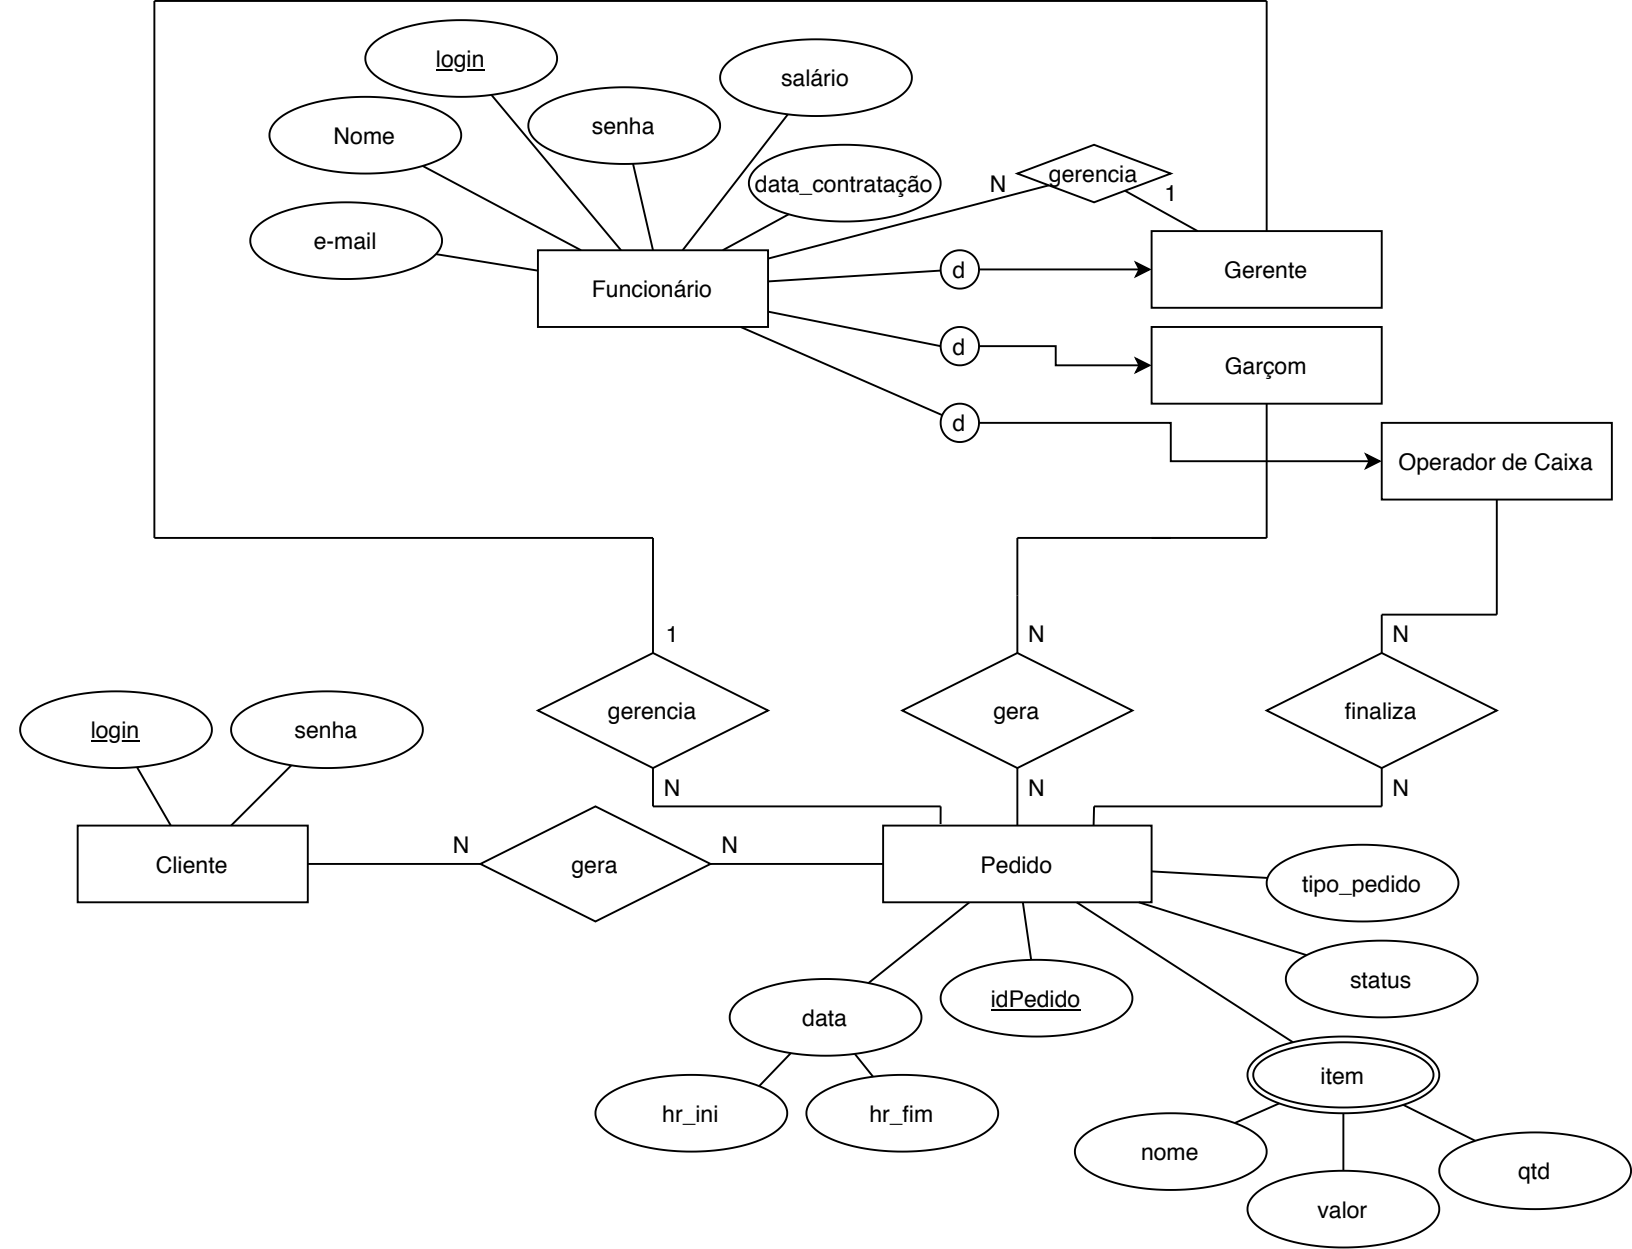 login
salário
senha
Nome
data_contratação
gerencia
N
1
e-mail
d
Gerente
Funcionário
d
Garçom
d
Operador de Caixa
1
N
N
gerencia
gera
finaliza
login
senha
N
N
N
N
N
Cliente
gera
Pedido
tipo_pedido
status
idPedido
data
item
hr_ini
hr_fim
nome
qtd
valor